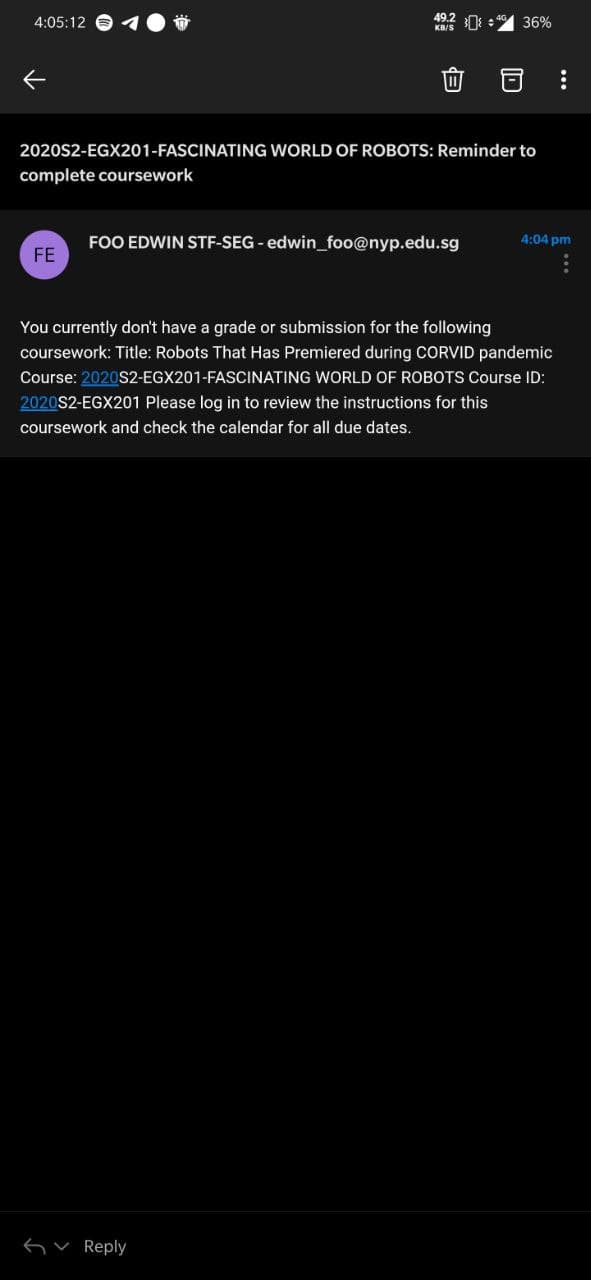 4:05:12 49.2 KB/S 4G 36%
2020S2-EGX201-FASCINATING WORLD OF ROBOTS: Reminder to
complete coursework
FE FOO EDWIN STF-SEG - edwin_foo@nyp.edu.sg 4:04 pm
You currently don't have a grade or submission for the following
coursework: Title: Robots That Has Premiered during CORVID pandemic
Course: 2020S2-EGX201-FASCINATING WORLD OF ROBOTS Course ID:
2020S2-EGX201 Please log in to review the instructions for this
coursework and check the calendar for all due dates.
Reply